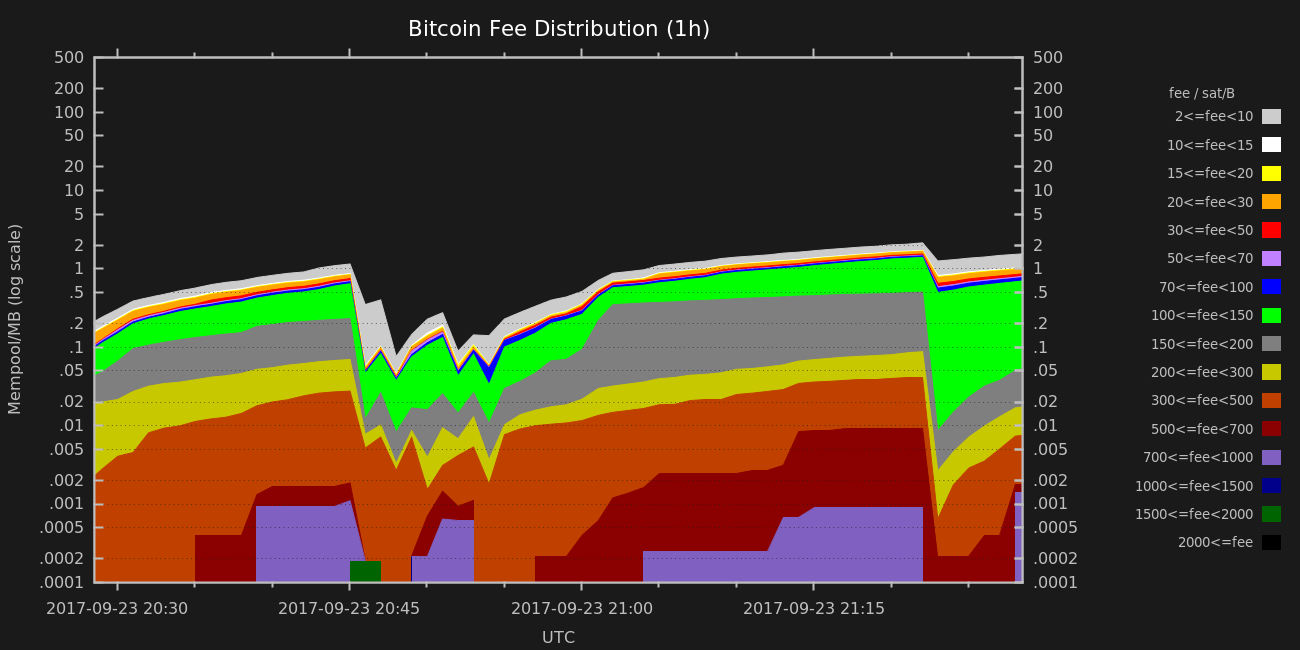 Bitcoin Fee Distribution (1h)
500 500
200 200
100 100
50 50
20 20
10 10
5 5
2 2
1 1
.5 .5
.2 .2
.1 .1
.05 .05
.02 .02
.01 .01
.005 .005
.002 .002
.001 .001
.0005 .0005
.0002 .0002
.0001 .0001
Mempool/MB (log scale)
2017-09-23 20:30 2017-09-23 20:45 2017-09-23 21:00 2017-09-23 21:15
UTC
fee / sat/B
2<=fee<10
10<=fee<15
15<=fee<20
20<=fee<30
30<=fee<50
50<=fee<70
70<=fee<100
100<=fee<150
150<=fee<200
200<=fee<300
300<=fee<500
500<=fee<700
700<=fee<1000
1000<=fee<1500
1500<=fee<2000
2000<=fee